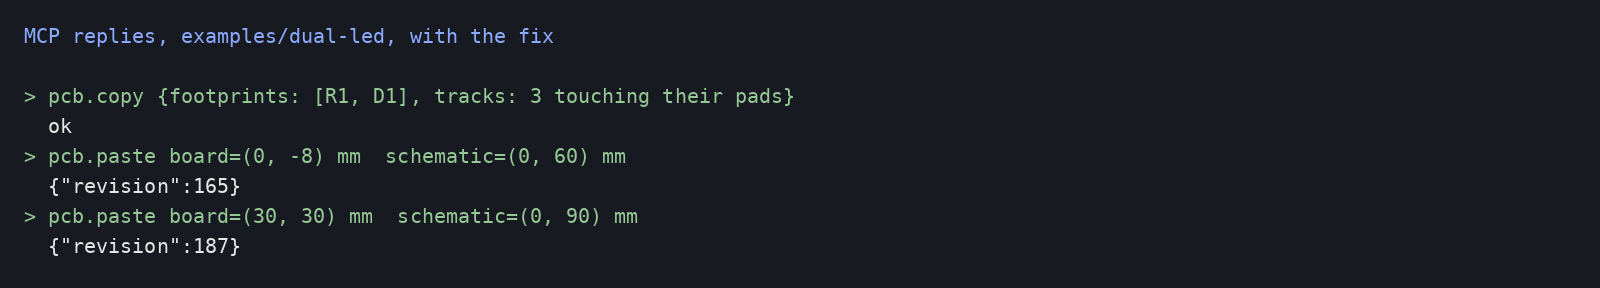 MCP replies, examples/dual-led, with the fix
> pcb.copy {footprints: [R1, D1], tracks: 3 touching their pads}
ok
> pcb.paste board=(0, -8) mm  schematic=(0, 60) mm
{"revision":165}
> pcb.paste board=(30, 30) mm  schematic=(0, 90) mm
{"revision":187}